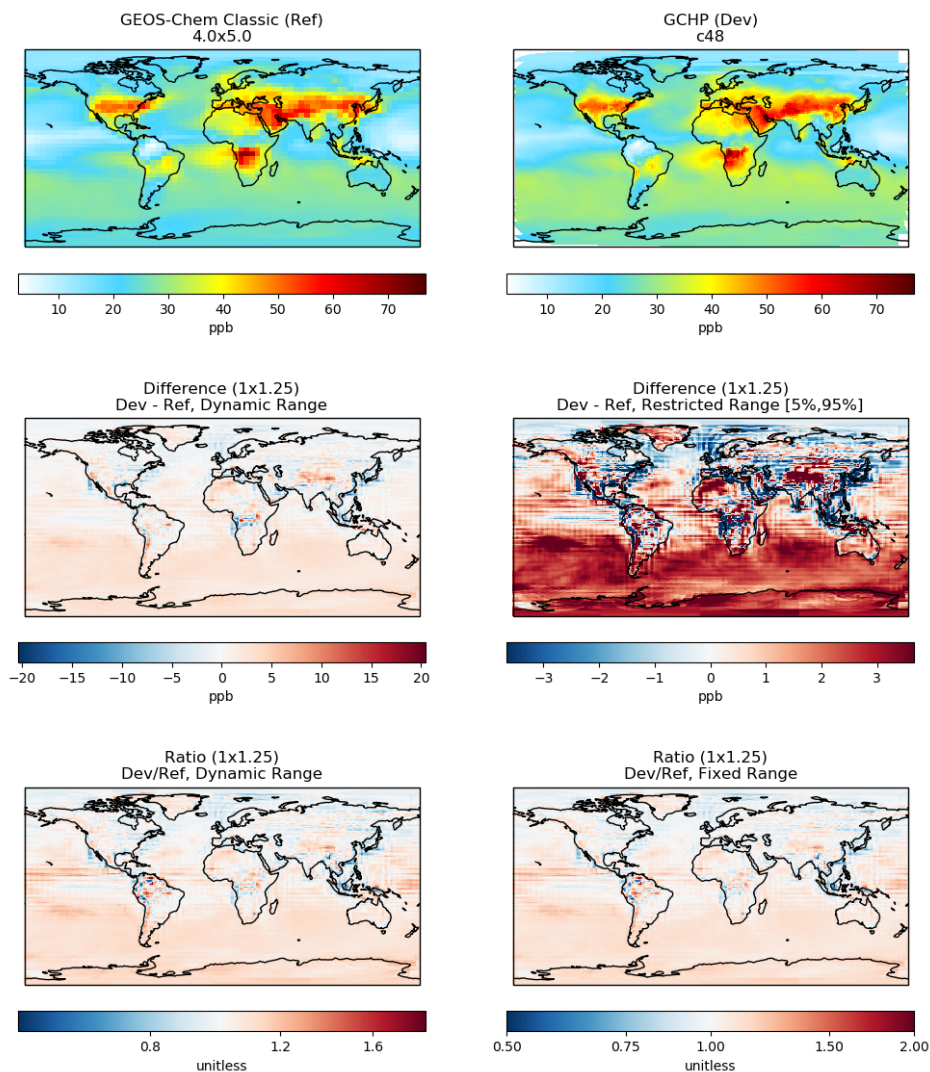 GEOS-Chem Classic (Ref)
4.0x5.0
GCHP (Dev)
c48
10 20 30 40 50 60 70
ppb
10 20 30 40 50 60 70
ppb
Difference (1x1.25)
Dev - Ref, Dynamic Range
Difference (1x1.25)
Dev - Ref, Restricted Range [5%,95%]
−20 −15 −10 −5 0 5 10 15 20
ppb
−3 −2 −1 0 1 2 3
ppb
Ratio (1x1.25)
Dev/Ref, Dynamic Range
Ratio (1x1.25)
Dev/Ref, Fixed Range
0.8 1.2 1.6
unitless
0.50 0.75 1.00 1.50 2.00
unitless